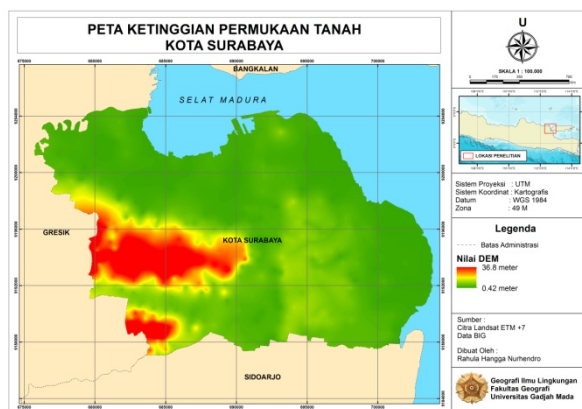 PETA KETINGGIAN PERMUKAAN TANAH
KOTA SURABAYA
BANGKALAN
SELAT MADURA
GRESIK
KOTA SURABAYA
SIDOARJO
U
SKALA 1 : 100.000
LOKASI PENELITIAN
Sistem Proyeksi : UTM
Sistem Koordinat : Kartografis
Datum : WGS 1984
Zona : 49 M
Legenda
Batas Administrasi
Nilai DEM
36.8 meter
0.42 meter
Sumber :
Citra Landsat ETM +7
Data BIG
Dibuat Oleh :
Rahula Hangga Nurhendro
Geografi Ilmu Lingkungan
Fakultas Geografi
Universitas Gadjah Mada